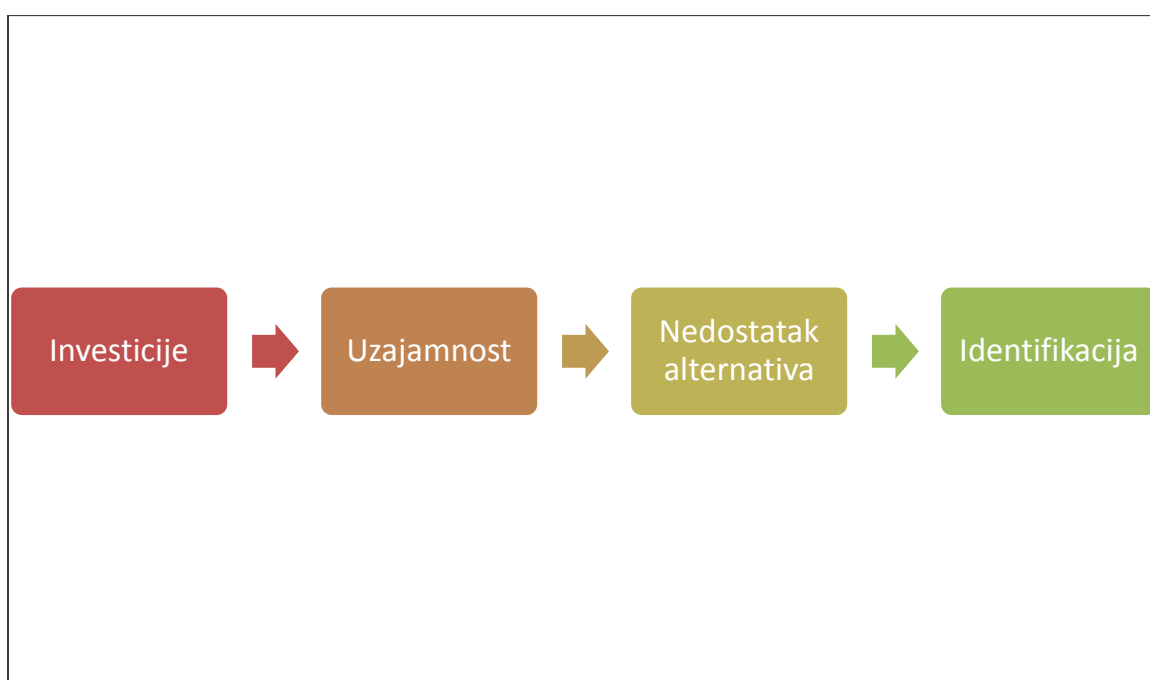 Investicije
Uzajamnost
Nedostatak
alternativa
Identifikacija